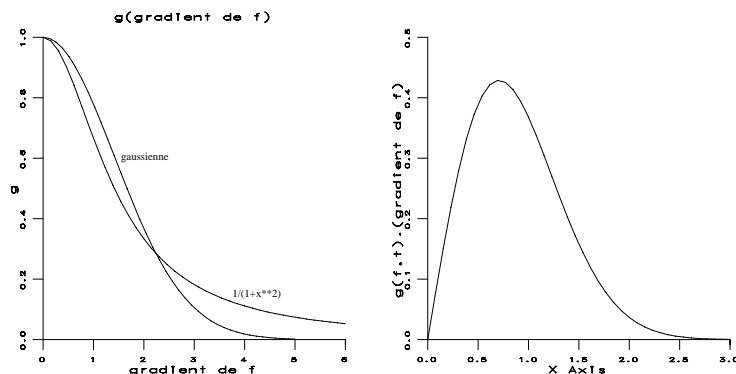 g(gradient de f)
1.0
0.8
gaussienne
0.6
g
0.4
0.2
1/(1+x**2)
0.0
0 1 2 3 4 5 6
gradient de f
0.5
0.4
0.3
g(f,t).(gradient de f)
0.2
0.1
0.0
0.0 0.5 1.0 1.5 2.0 2.5 3.0
X Axis